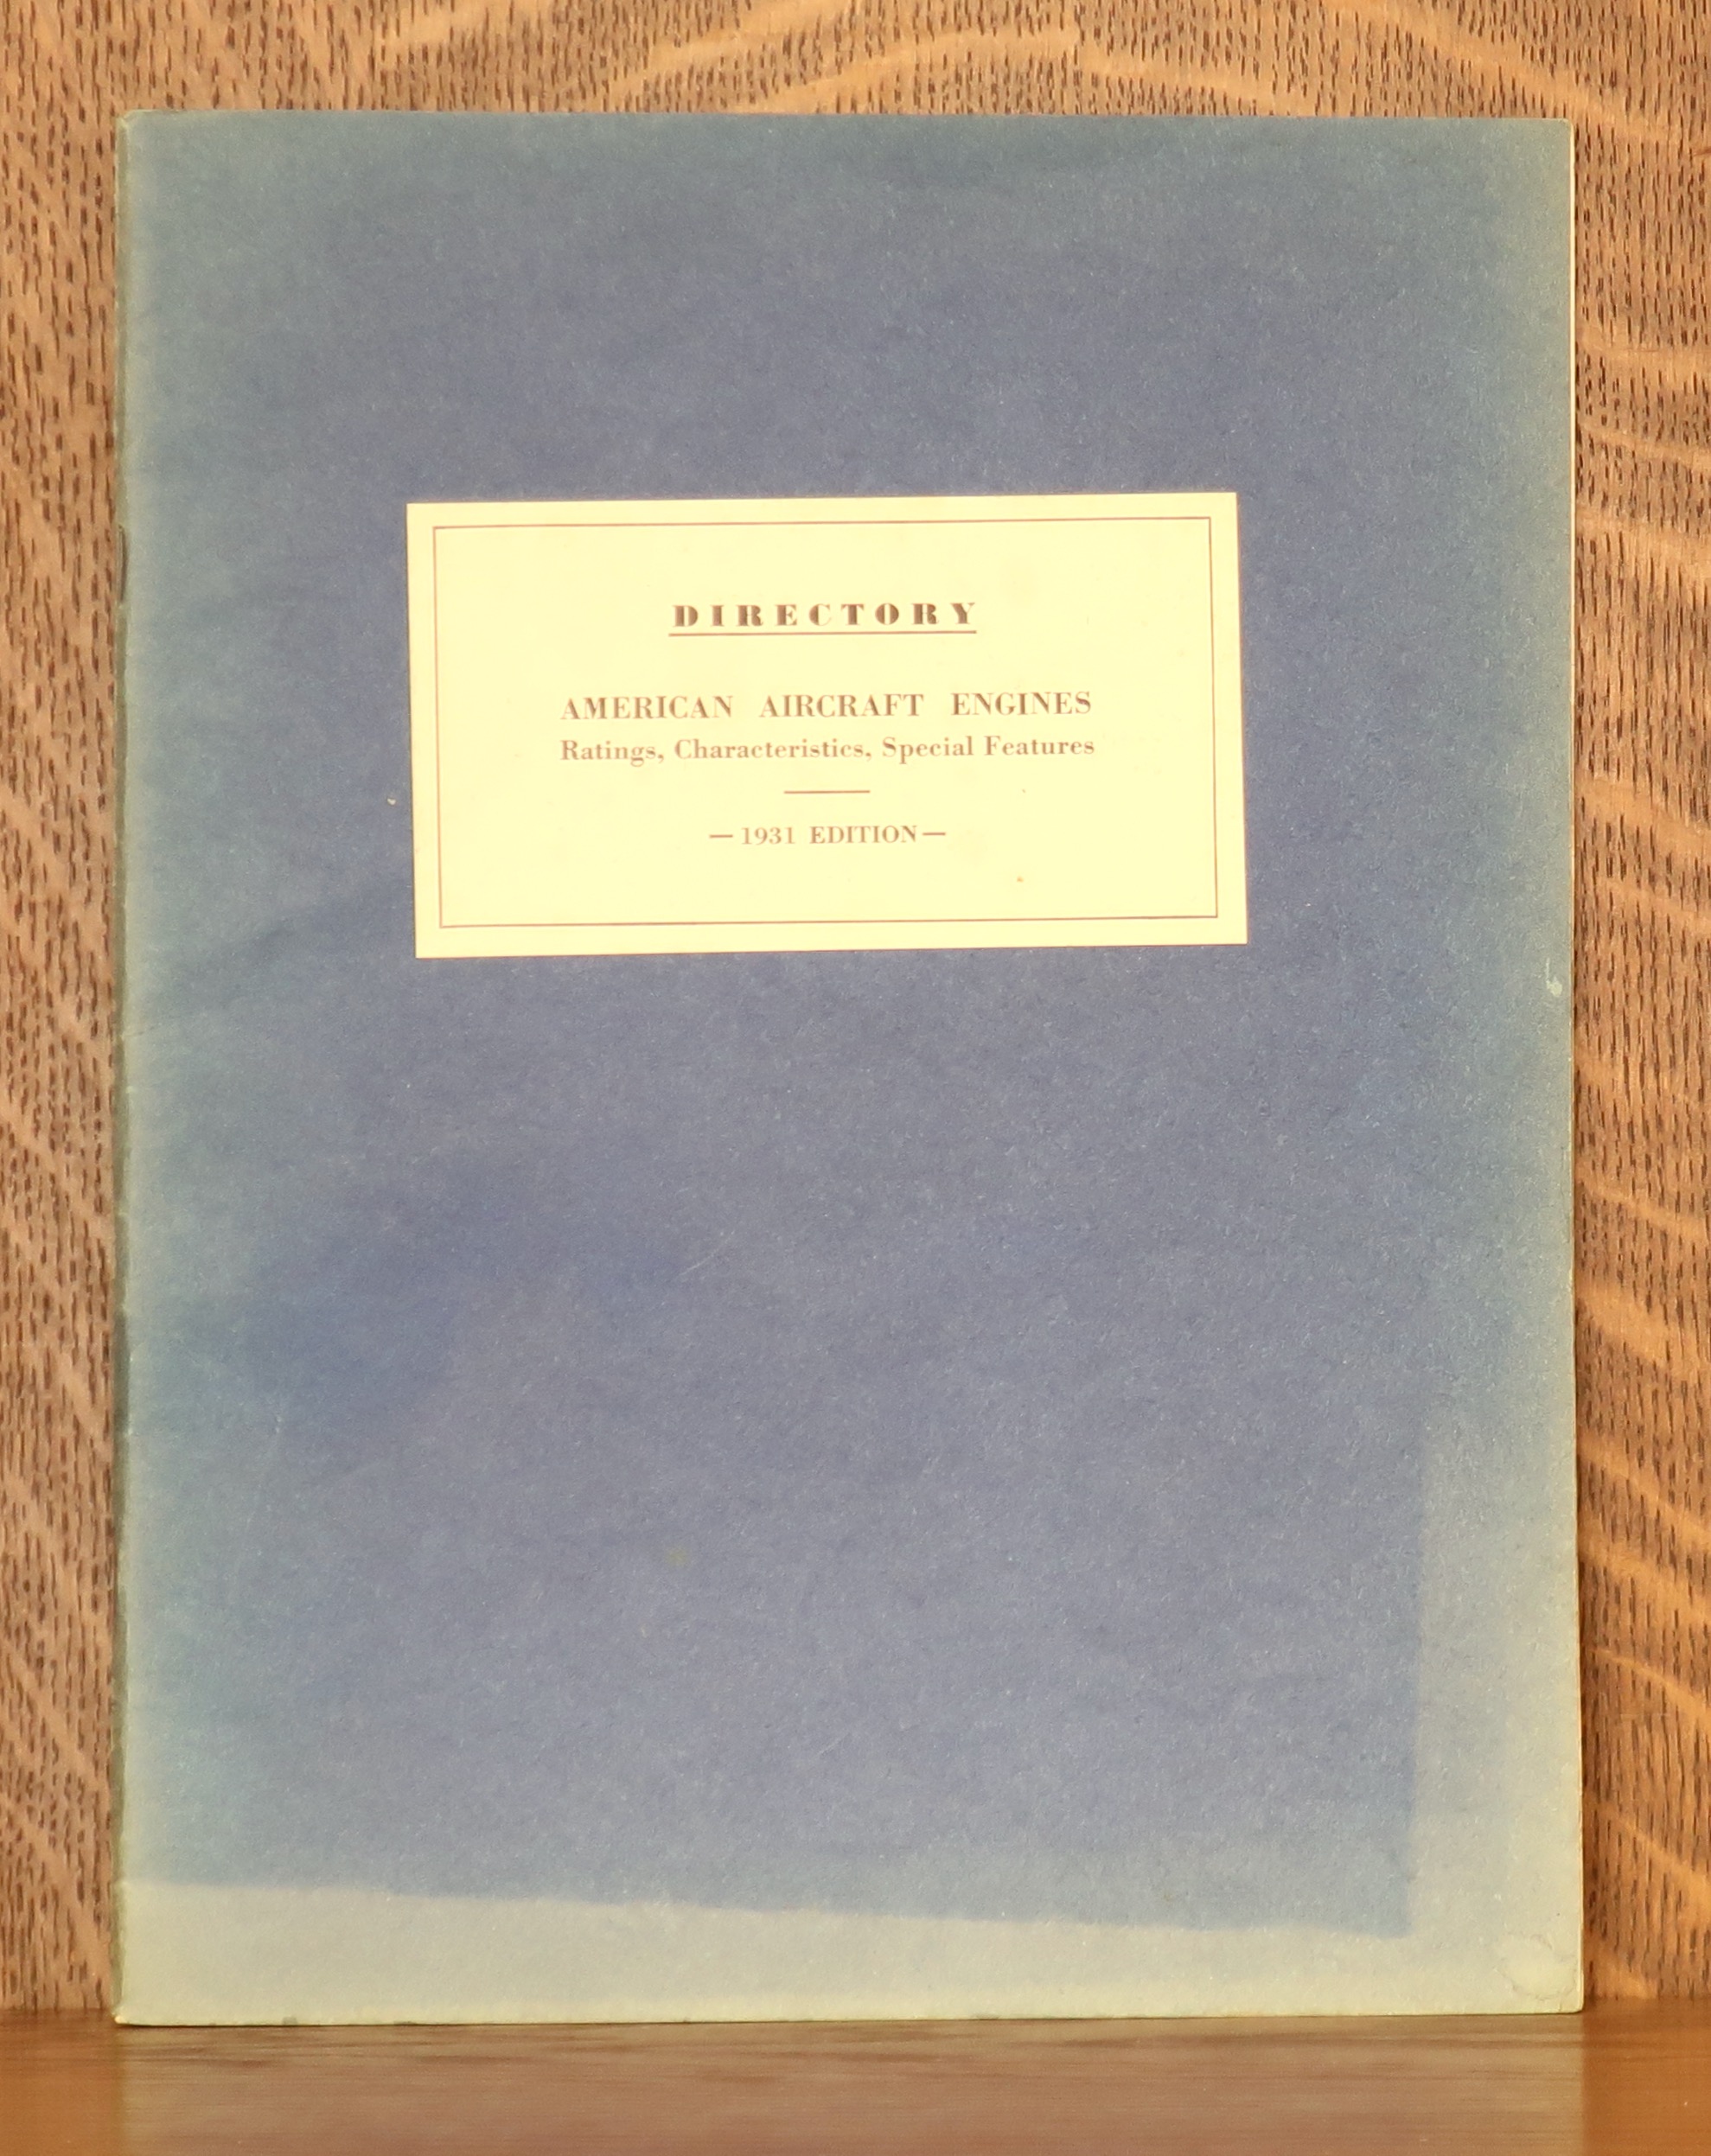 DIRECTORY
AMERICAN AIRCRAFT ENGINES
Ratings, Characteristics, Special Features
—1931 EDITION—